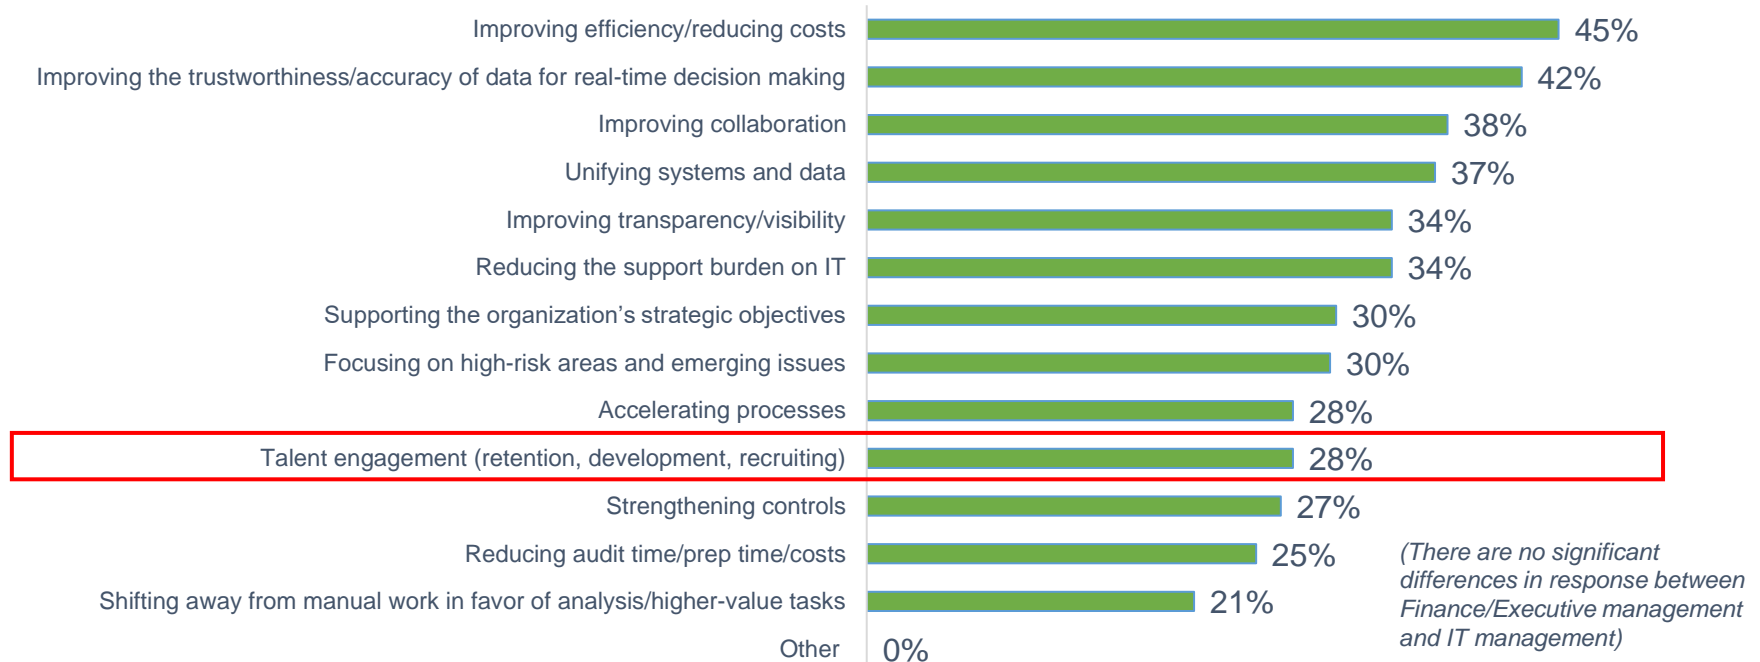 Improving efficiency/reducing costs 45%
Improving the trustworthiness/accuracy of data for real-time decision making 42%
Improving collaboration 38%
Unifying systems and data 37%
Improving transparency/visibility 34%
Reducing the support burden on IT 34%
Supporting the organization’s strategic objectives 30%
Focusing on high-risk areas and emerging issues 30%
Accelerating processes 28%
Talent engagement (retention, development, recruiting) 28%
Strengthening controls 27%
Reducing audit time/prep time/costs 25%
Shifting away from manual work in favor of analysis/higher-value tasks 21%
Other 0%
(There are no significant
differences in response between
Finance/Executive management
and IT management)